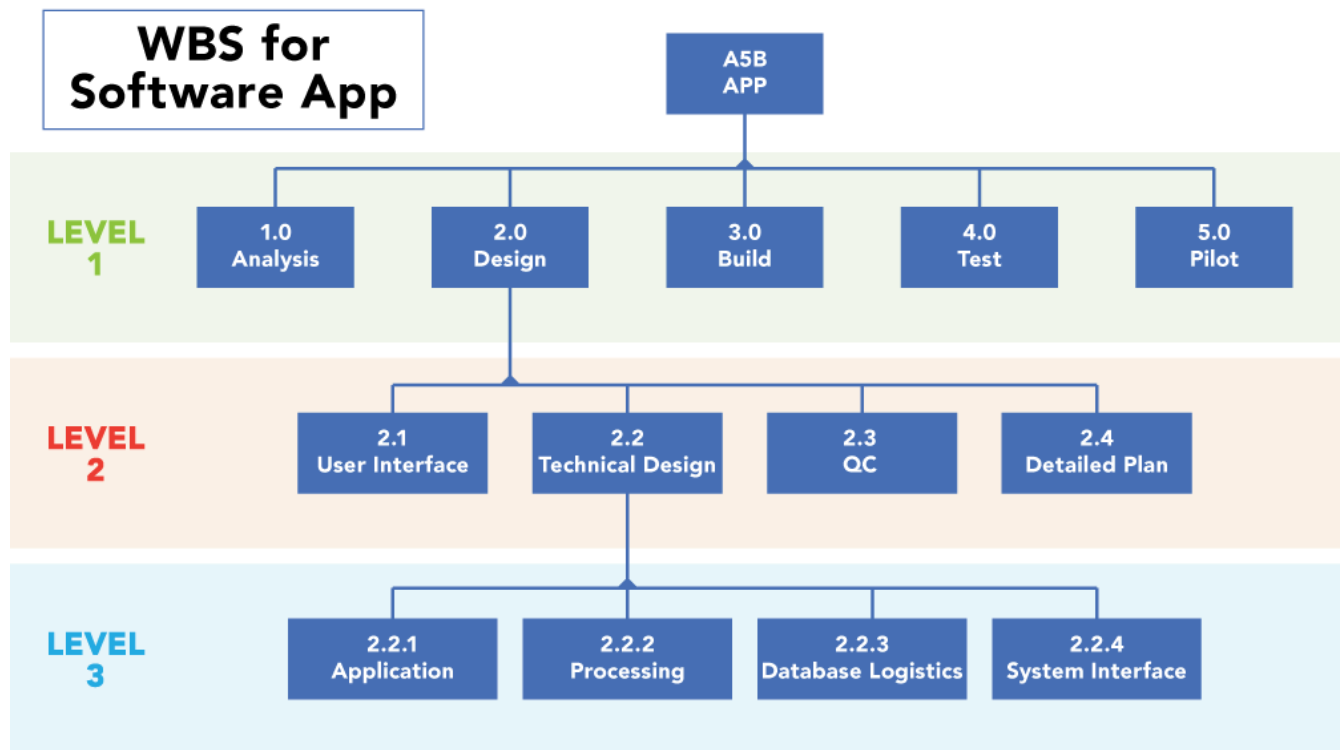 WBS for
Software App
A5B
APP
LEVEL
1
1.0
Analysis
2.0
Design
3.0
Build
4.0
Test
5.0
Pilot
LEVEL
2
2.1
User Interface
2.2
Technical Design
2.3
QC
2.4
Detailed Plan
LEVEL
3
2.2.1
Application
2.2.2
Processing
2.2.3
Database Logistics
2.2.4
System Interface